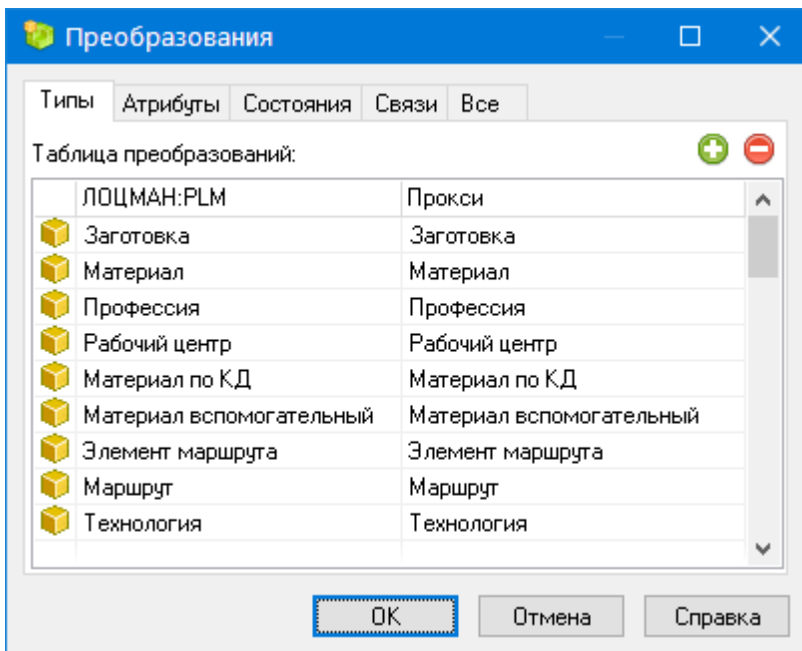 Преобразования
Типы Атрибуты Состояния Связи Все
Таблица преобразований:
ЛОЦМАН:PLM Прокси
Заготовка Заготовка
Материал Материал
Профессия Профессия
Рабочий центр Рабочий центр
Материал по КД Материал по КД
Материал вспомогательный Материал вспомогательный
Элемент маршрута Элемент маршрута
Маршрут Маршрут
Технология Технология
OK Отмена Справка